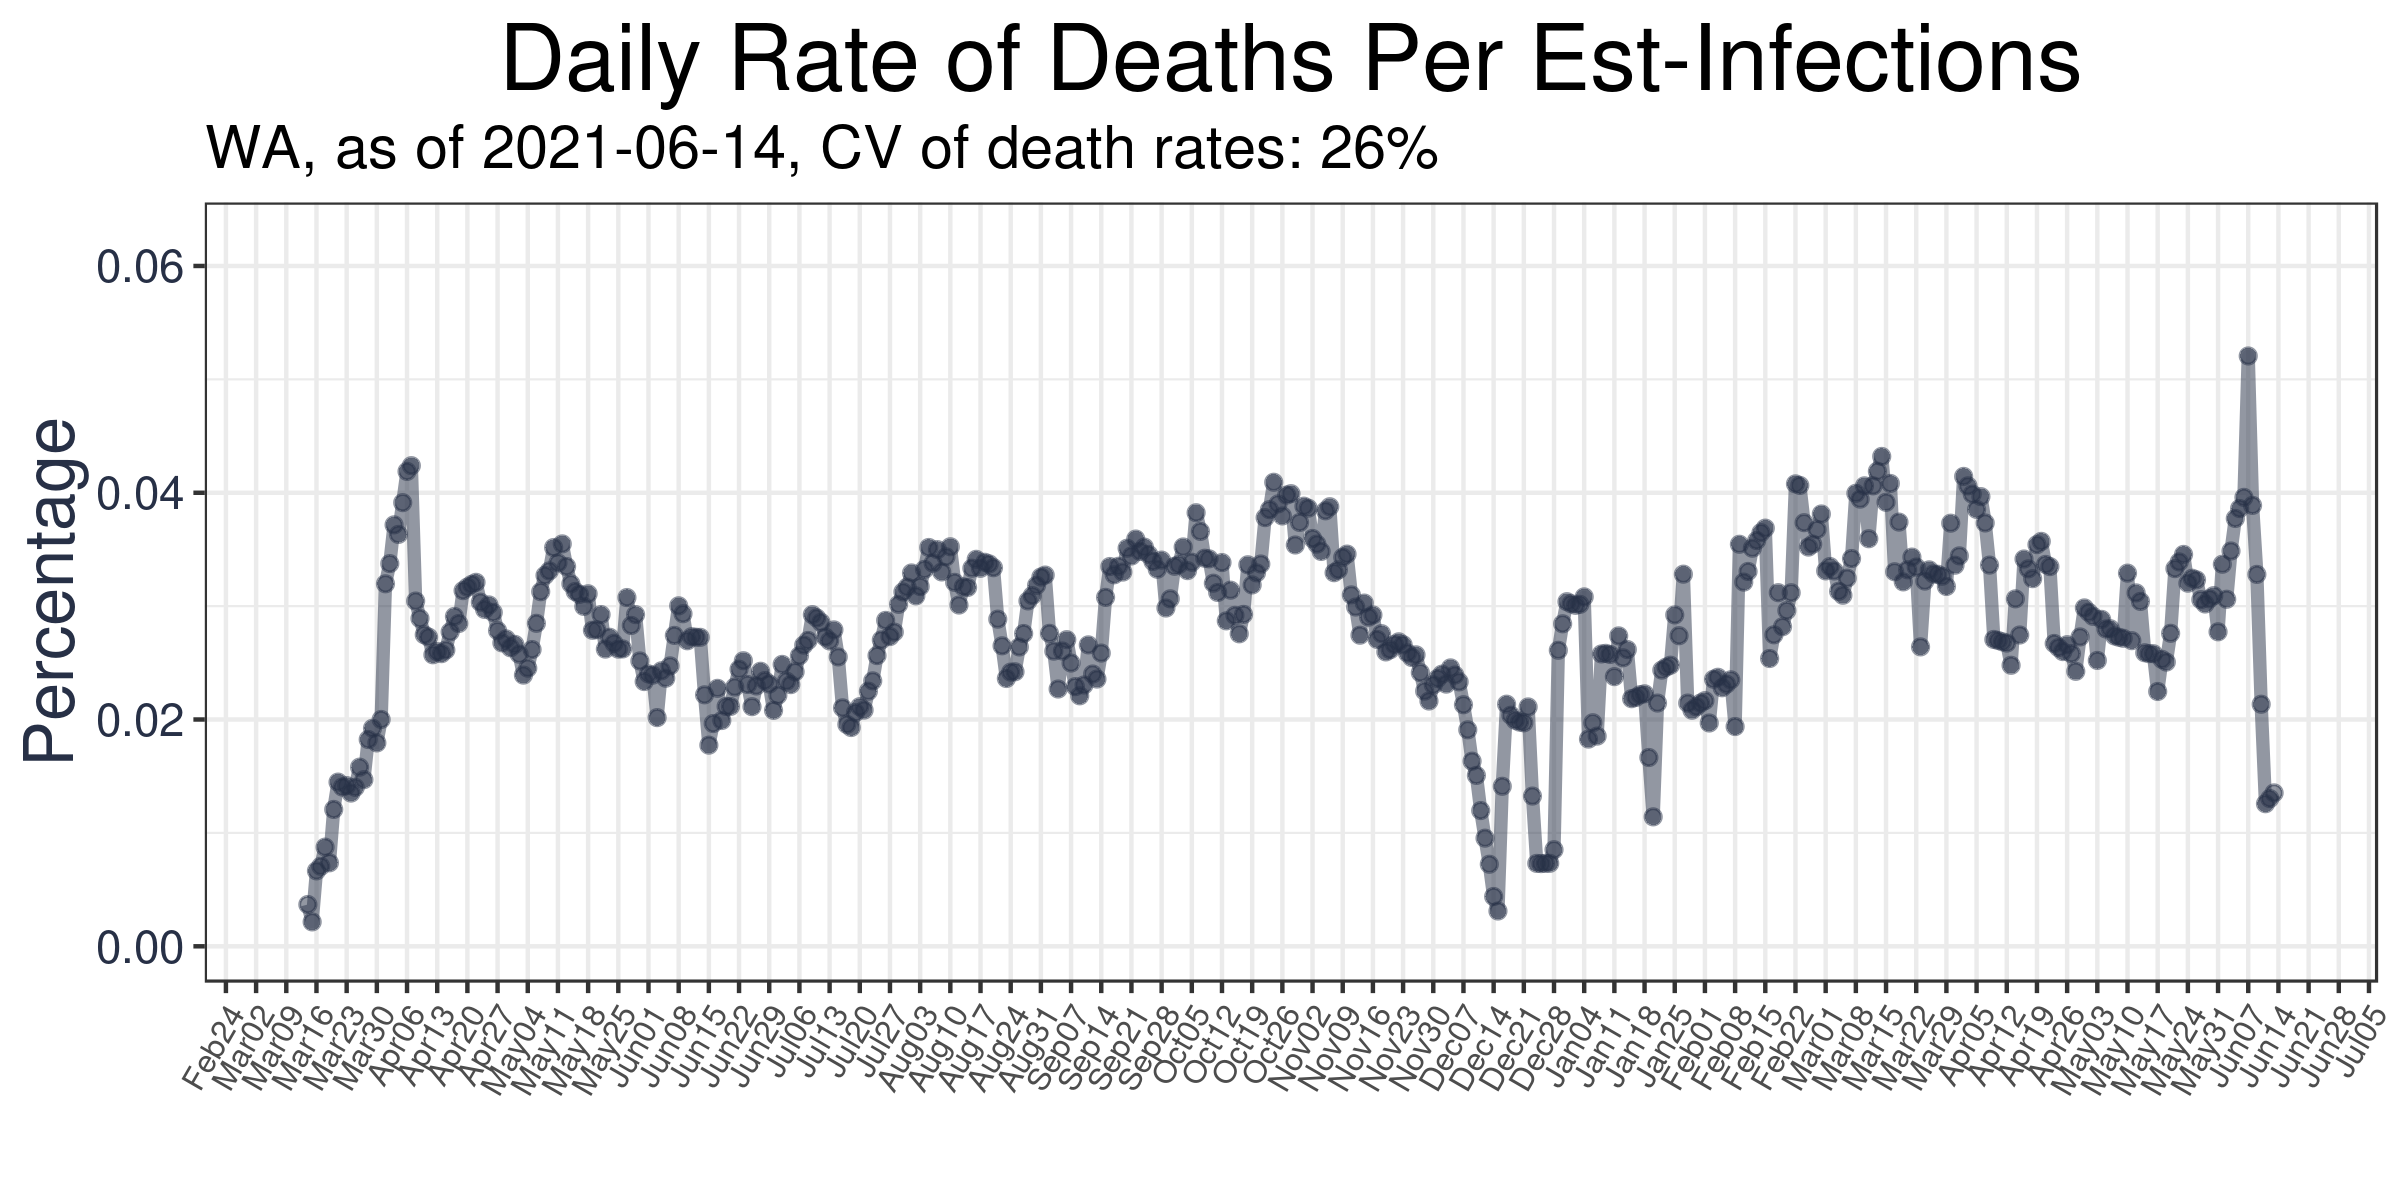 Daily Rate of Deaths Per Est-Infections
WA, as of 2021-06-14, CV of death rates: 26%
Percentage
0.06
0.04
0.02
0.00
Feb24
Mar02
Mar09
Mar16
Mar23
Mar30
Apr06
Apr13
Apr20
Apr27
May04
May11
May18
May25
Jun01
Jun08
Jun15
Jun22
Jun29
Jul06
Jul13
Jul20
Jul27
Aug03
Aug10
Aug17
Aug24
Aug31
Sep07
Sep14
Sep21
Sep28
Oct05
Oct12
Oct19
Oct26
Nov02
Nov09
Nov16
Nov23
Nov30
Dec07
Dec14
Dec21
Dec28
Jan04
Jan11
Jan18
Jan25
Feb01
Feb08
Feb15
Feb22
Mar01
Mar08
Mar15
Mar22
Mar29
Apr05
Apr12
Apr19
Apr26
May03
May10
May17
May24
May31
Jun07
Jun14
Jun21
Jun28
Jul05